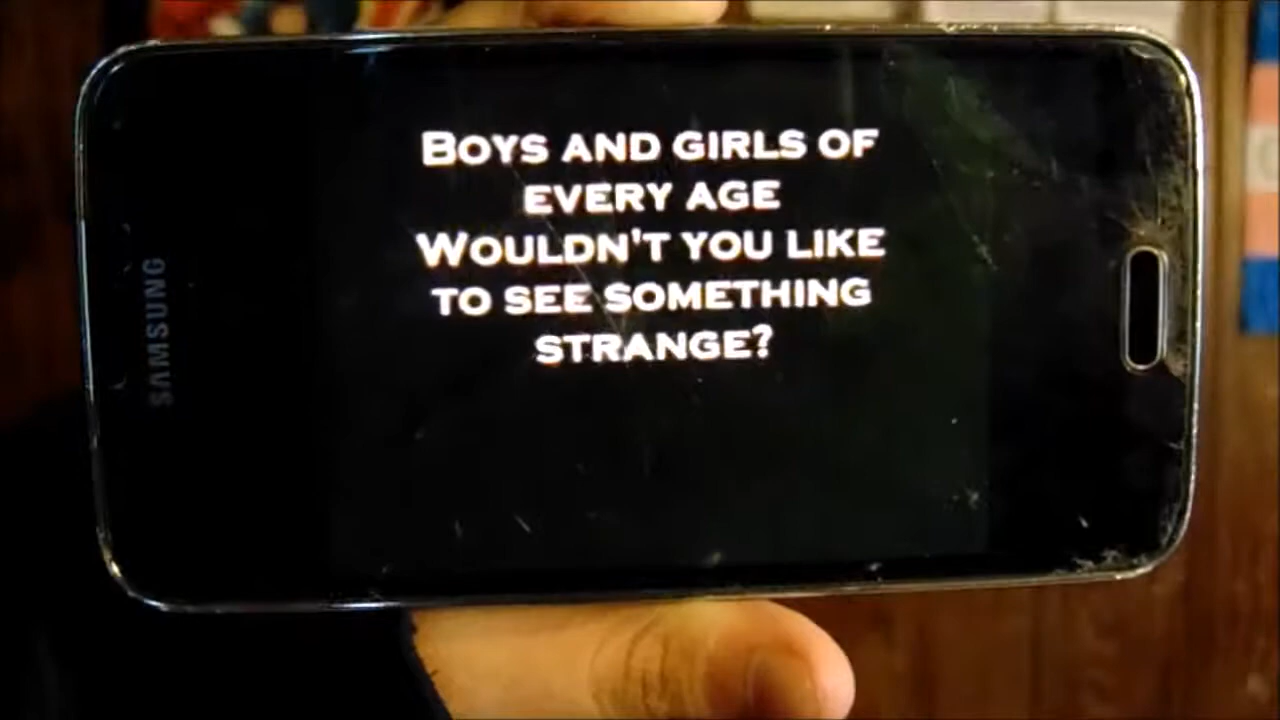 SAMSUNG
BOYS AND GIRLS OF
EVERY AGE
WOULDN'T YOU LIKE
TO SEE SOMETHING
STRANGE?